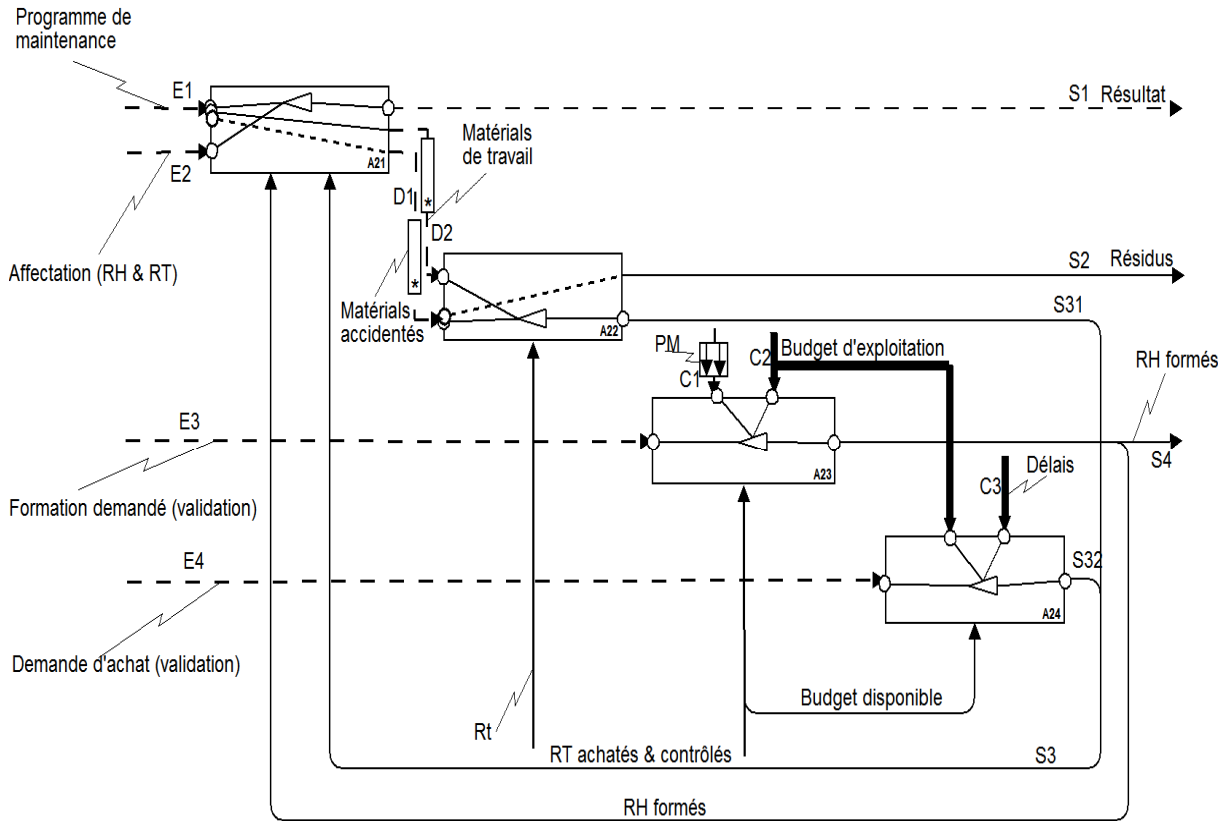 Programme de
maintenance
E1
S1 Résultat
A21
E2
Matérials
de travail
D1
*
D2
Affectation (RH & RT)
*
Matérials
accidentés
S2 Résidus
S31
A22
PM
C1
C2
Budget d'exploitation
RH formés
E3
A23
S4
Formation demandé (validation)
C3
Délais
E4
S32
A24
Demande d'achat (validation)
Budget disponible
Rt
RT achatés & contrôlés
S3
RH formés